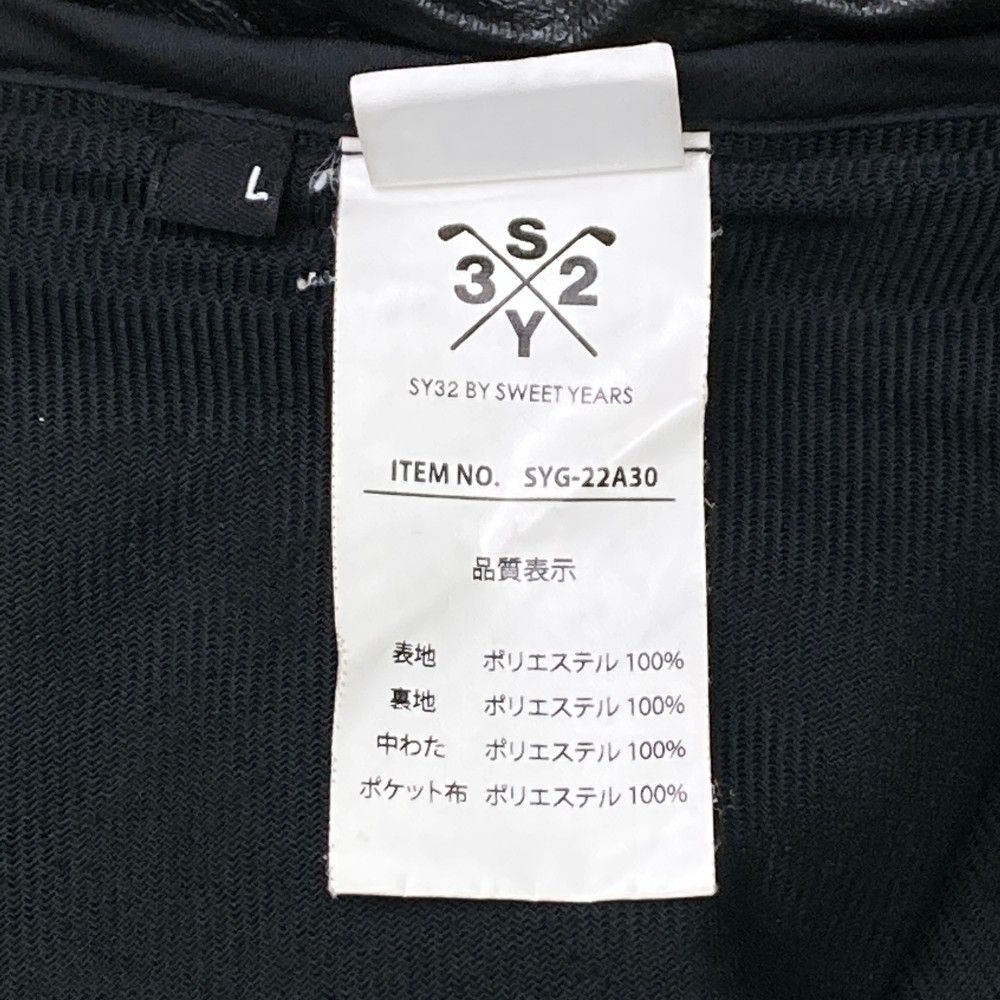 L
S
3 2
Y
SY32 BY SWEET YEARS
ITEM NO. SYG-22A30
品質表示
表地 ポリエステル 100%
裏地 ポリエステル 100%
中わた ポリエステル 100%
ポケット布 ポリエステル 100%